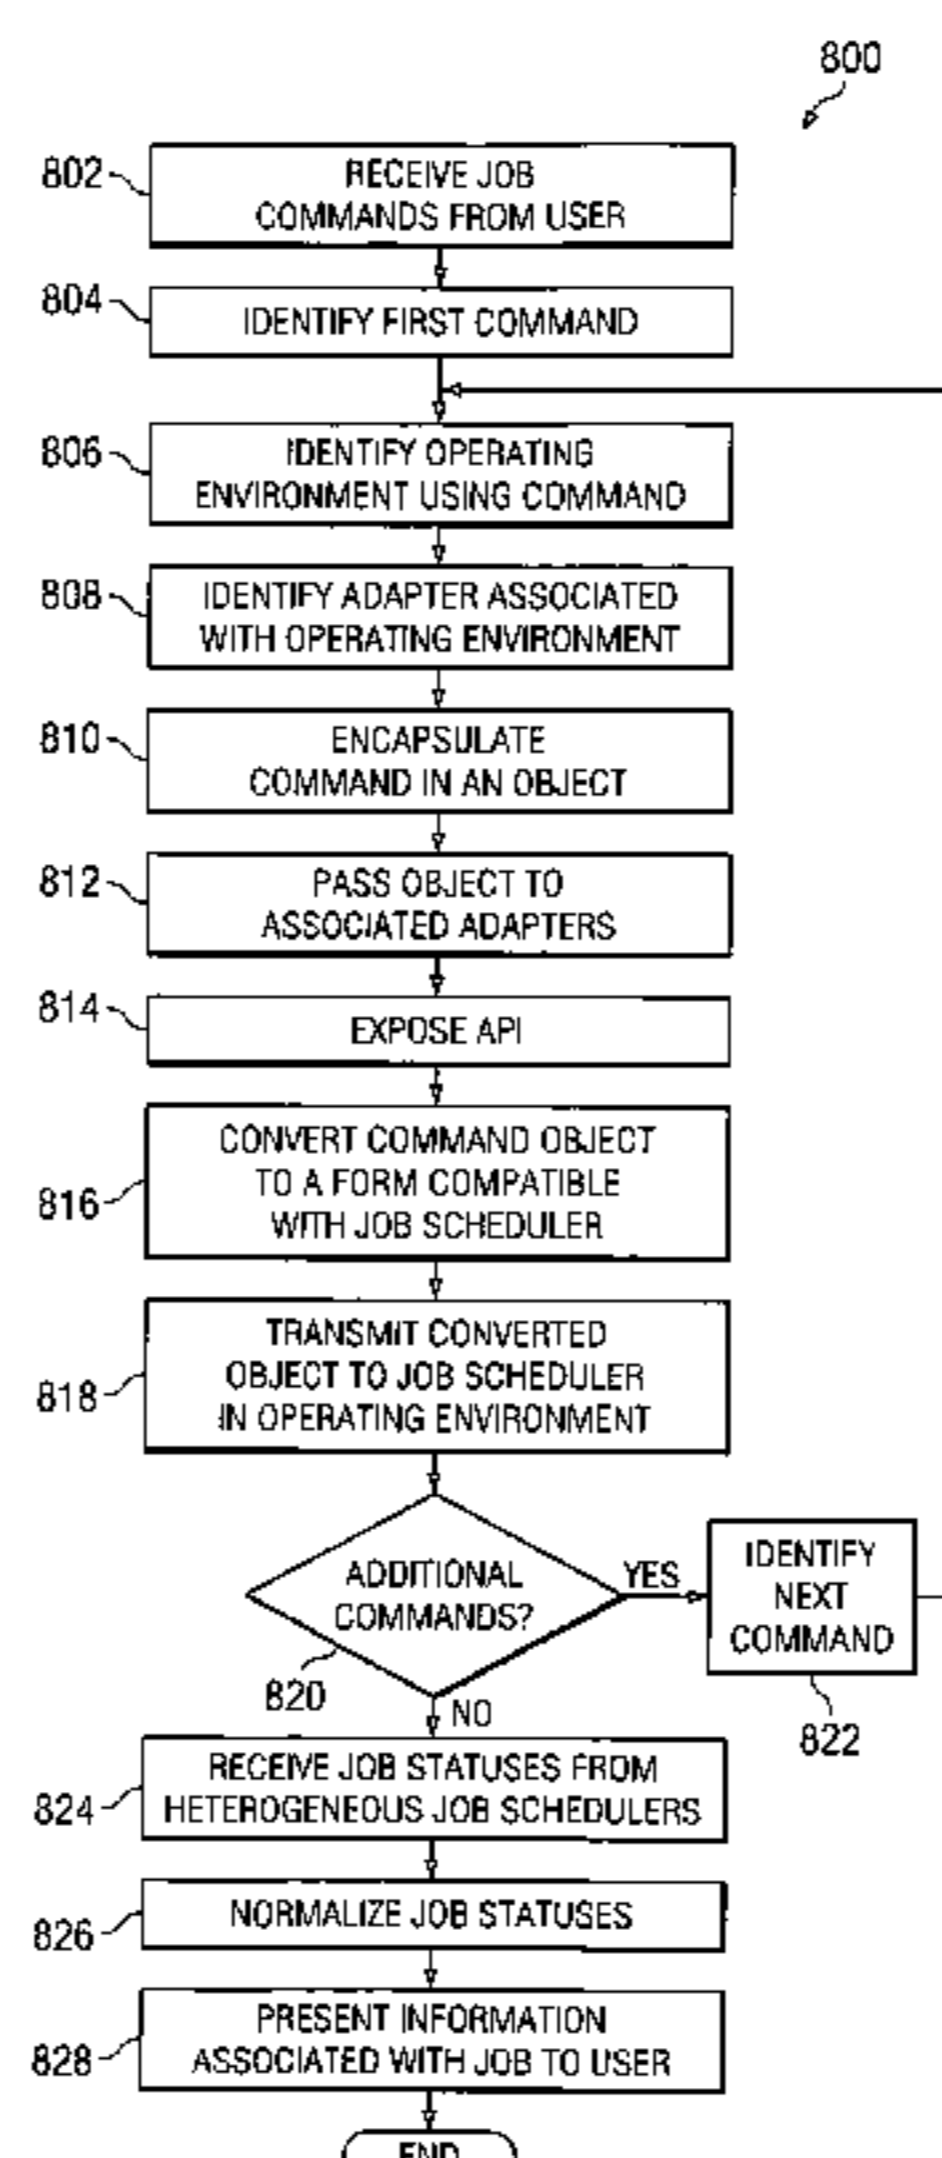 800
802
RECEIVE JOB
COMMANDS FROM USER
804
IDENTIFY FIRST COMMAND
806
IDENTIFY OPERATING
ENVIRONMENT USING COMMAND
808
IDENTIFY ADAPTER ASSOCIATED
WITH OPERATING ENVIRONMENT
810
ENCAPSULATE
COMMAND IN AN OBJECT
812
PASS OBJECT TO
ASSOCIATED ADAPTERS
814
EXPOSE API
816
CONVERT COMMAND OBJECT
TO A FORM COMPATIBLE
WITH JOB SCHEDULER
818
TRANSMIT CONVERTED
OBJECT TO JOB SCHEDULER
IN OPERATING ENVIRONMENT
ADDITIONAL
COMMANDS?
820
YES
IDENTIFY
NEXT
COMMAND
822
NO
824
RECEIVE JOB STATUSES FROM
HETEROGENEOUS JOB SCHEDULERS
826
NORMALIZE JOB STATUSES
828
PRESENT INFORMATION
ASSOCIATED WITH JOB TO USER
END